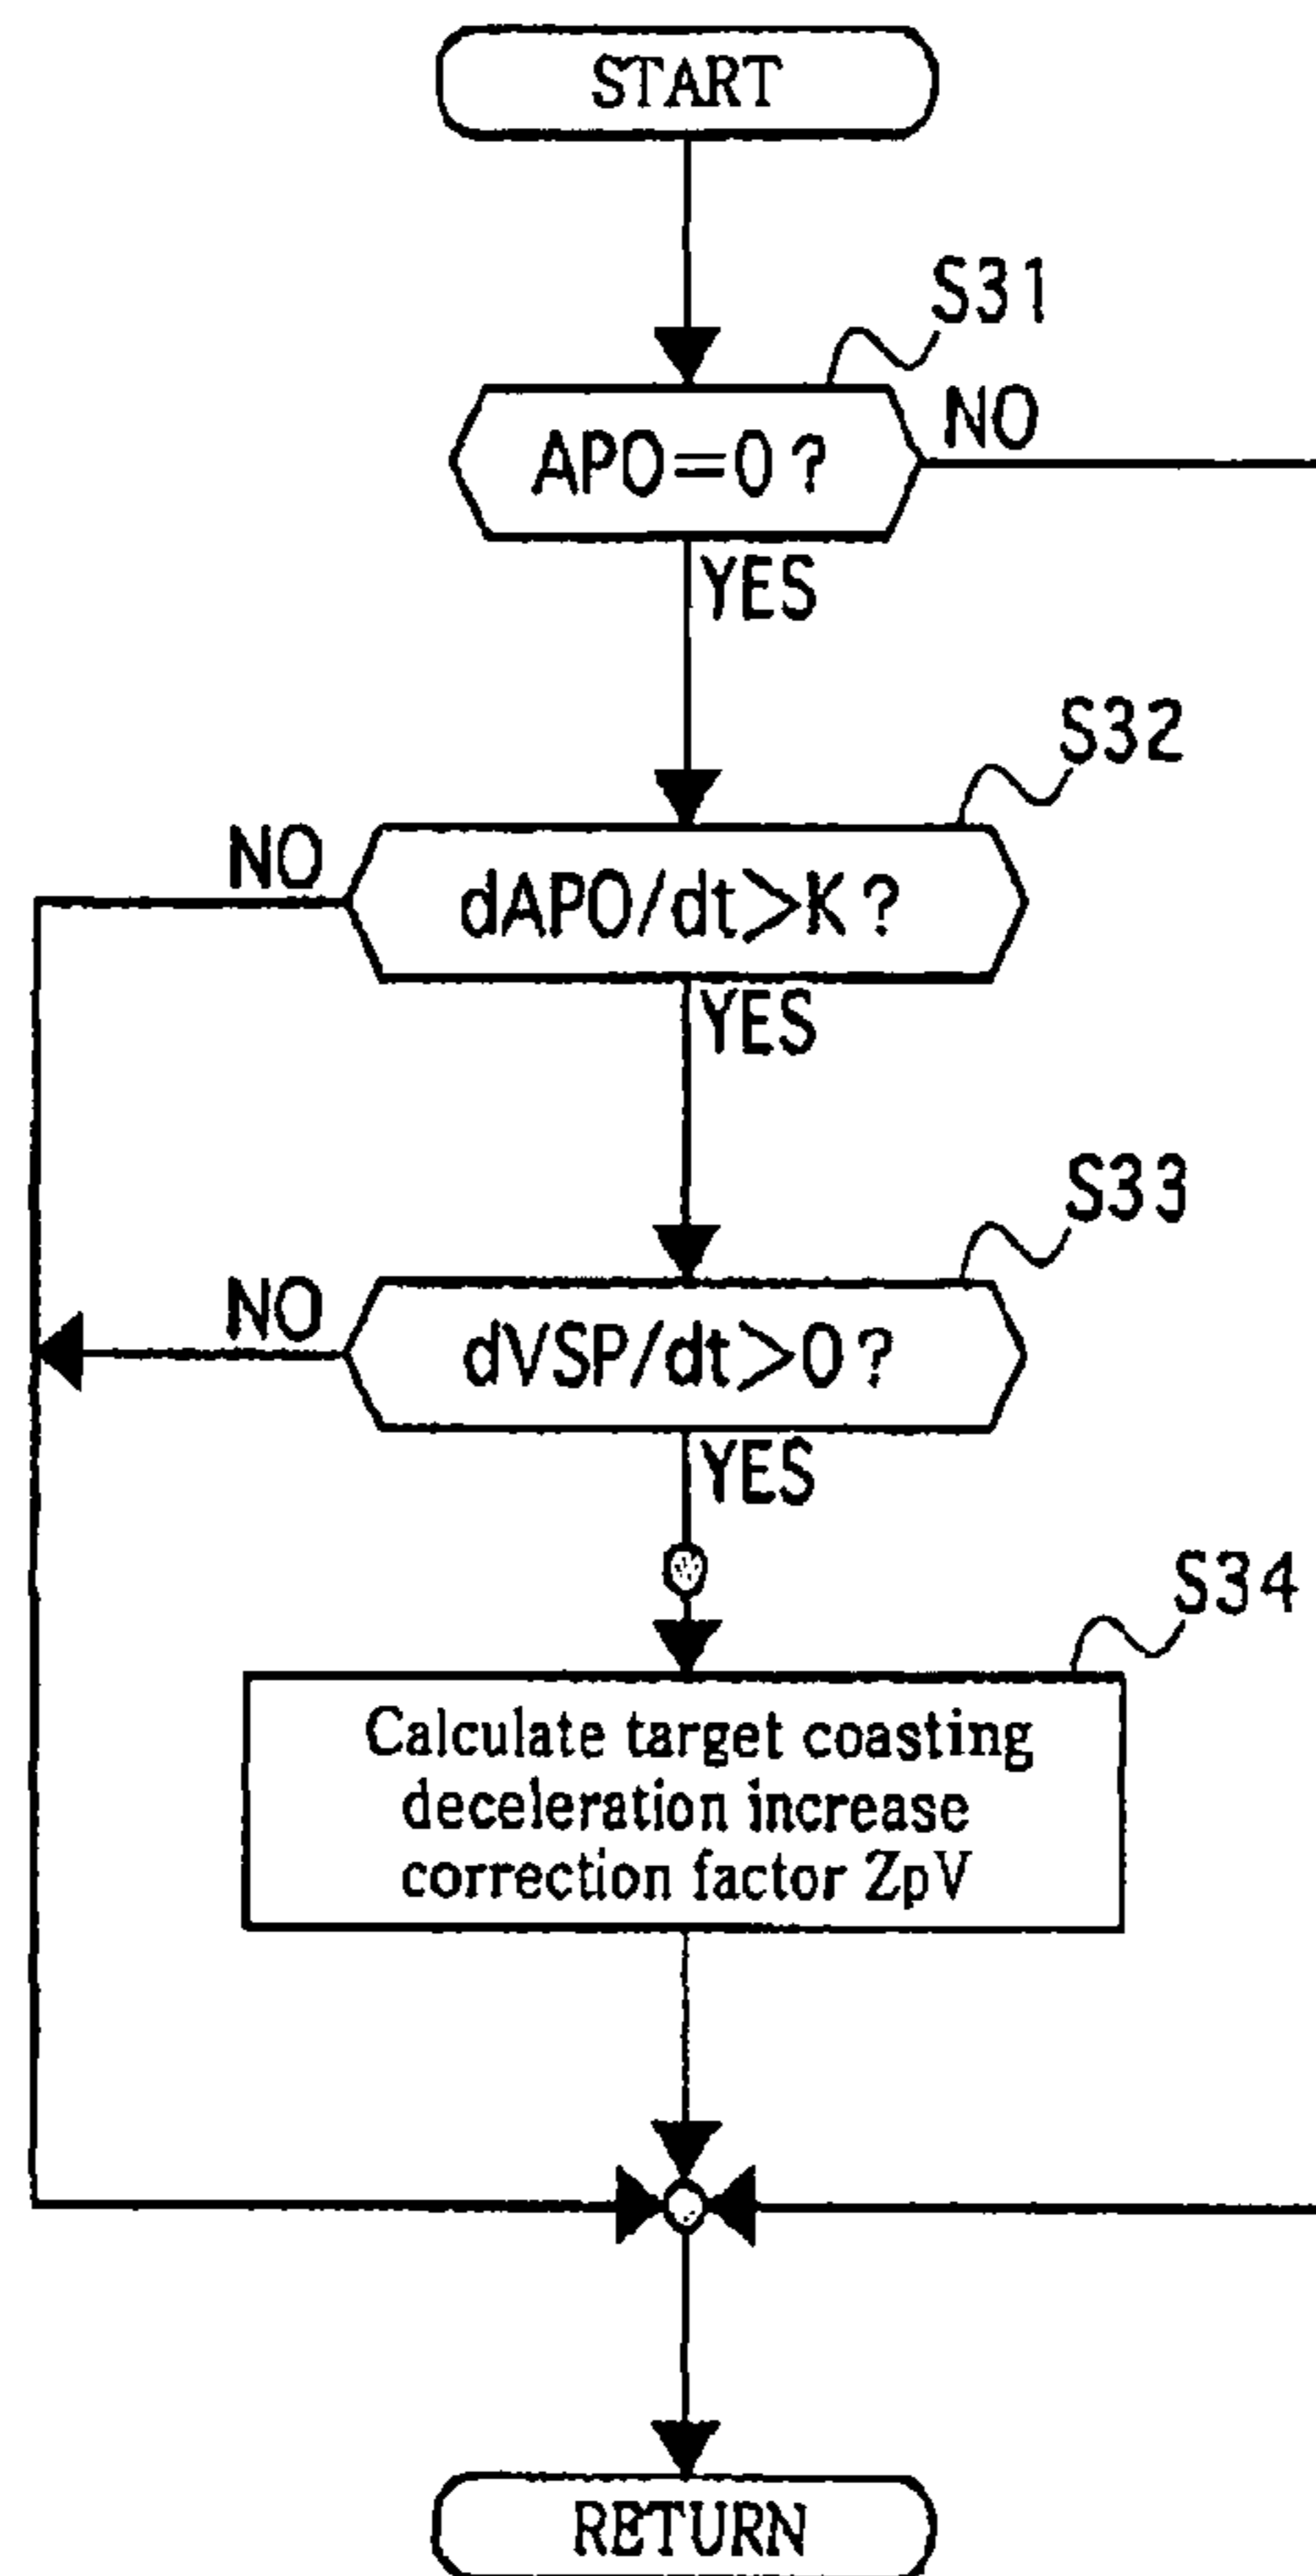 START
S31
APO=0?
NO
YES
S32
NO
dAPO/dt>K?
YES
S33
NO
dVSP/dt>0?
YES
S34
Calculate target coasting
deceleration increase
correction factor ZpV
RETURN